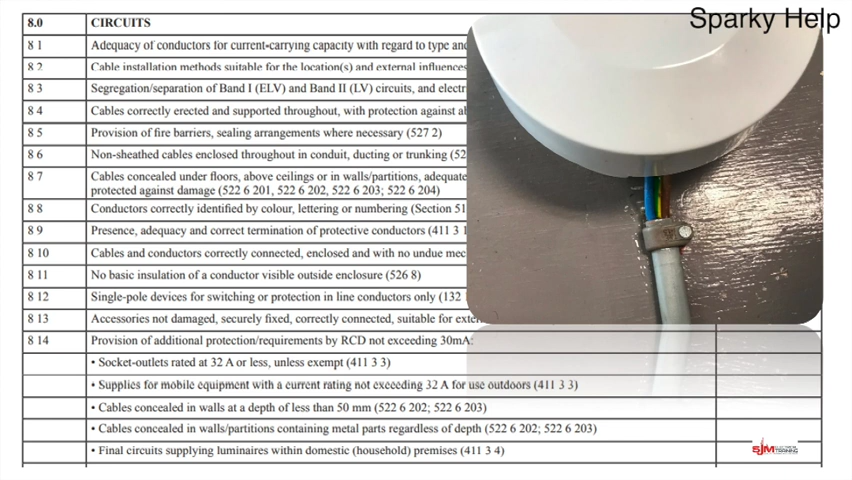 Sparky Help
8.0 CIRCUITS
8 1 Adequacy of conductors for current-carrying capacity with regard to type and
8 2 Cable installation methods suitable for the location(s) and external influences
8 3 Segregation/separation of Band I (ELV) and Band II (LV) circuits, and electr
8 4 Cables correctly erected and supported throughout, with protection against ab
8 5 Provision of fire barriers, sealing arrangements where necessary (527 2)
8 6 Non-sheathed cables enclosed throughout in conduit, ducting or trunking (52
8 7 Cables concealed under floors, above ceilings or in walls/partitions, adequate
protected against damage (522 6 201, 522 6 202, 522 6 203; 522 6 204)
8 8 Conductors correctly identified by colour, lettering or numbering (Section 51
8 9 Presence, adequacy and correct termination of protective conductors (411 3 1
8 10 Cables and conductors correctly connected, enclosed and with no undue mec
8 11 No basic insulation of a conductor visible outside enclosure (526 8)
8 12 Single-pole devices for switching or protection in line conductors only (132
8 13 Accessories not damaged, securely fixed, correctly connected, suitable for exte
8 14 Provision of additional protection/requirements by RCD not exceeding 30mA:
• Socket-outlets rated at 32 A or less, unless exempt (411 3 3)
• Supplies for mobile equipment with a current rating not exceeding 32 A for use outdoors (411 3 3)
• Cables concealed in walls at a depth of less than 50 mm (522 6 202; 522 6 203)
• Cables concealed in walls/partitions containing metal parts regardless of depth (522 6 202; 522 6 203)
• Final circuits supplying luminaires within domestic (household) premises (411 3 4)
SJM